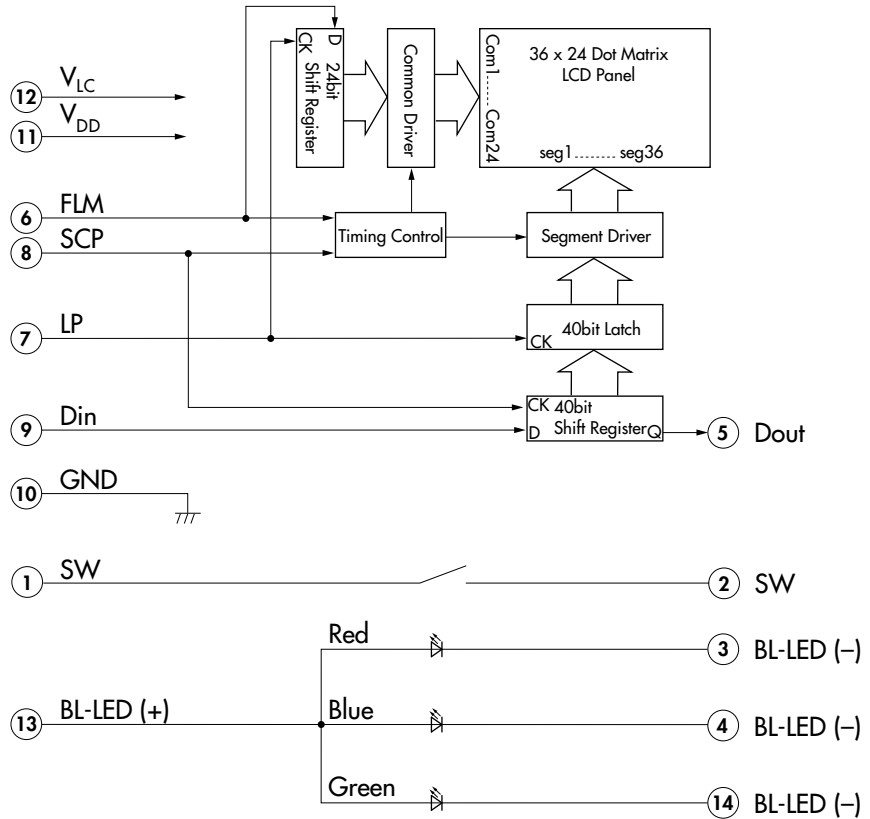 D
CK
24bit
Shift Register
Common Driver
Com1...... Com24
36 x 24 Dot Matrix
LCD Panel
seg1......... seg36
12 VLC
11 VDD
6 FLM
Timing Control
Segment Driver
8 SCP
7 LP
40bit Latch
CK
CK 40bit
Shift Register
D
Q
9 Din
5 Dout
10 GND
1 SW
2 SW
Red
3 BL-LED (–)
13 BL-LED (+)
Blue
4 BL-LED (–)
Green
14 BL-LED (–)